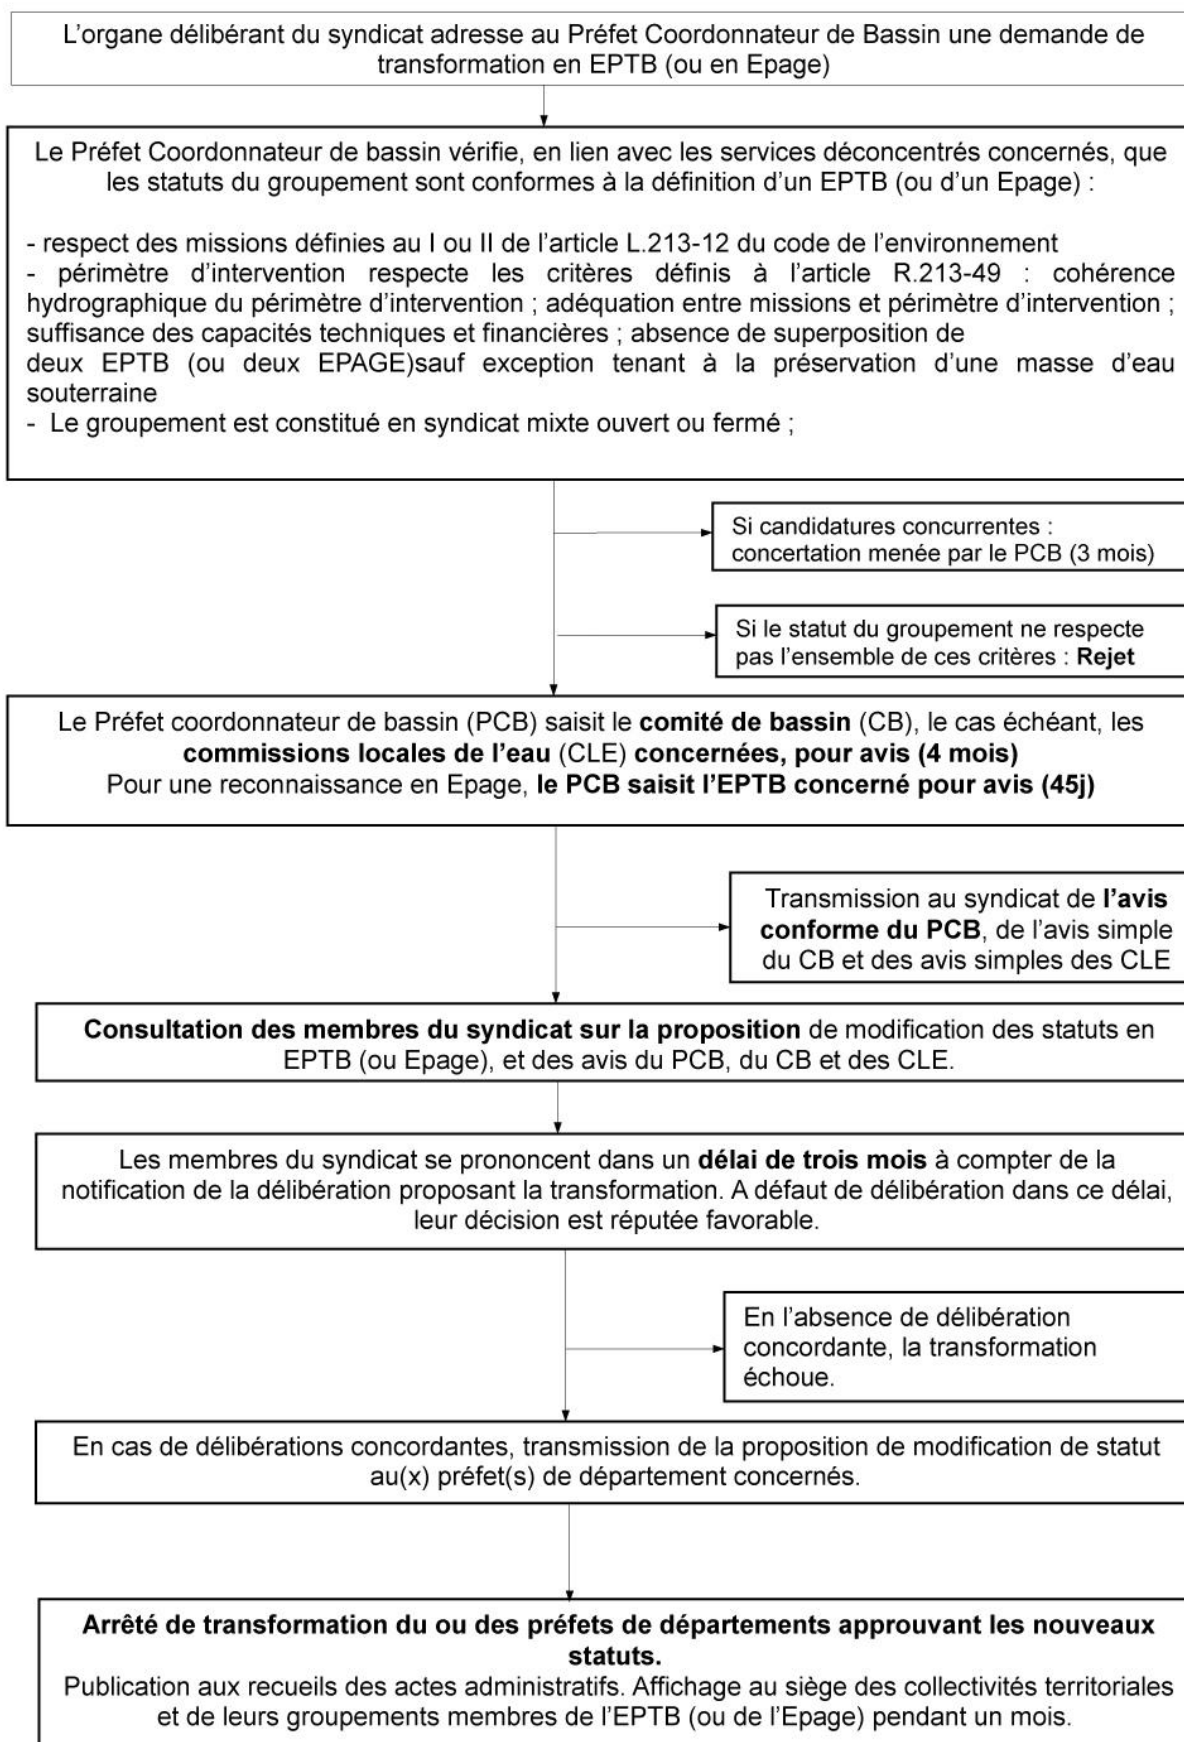 L’organe délibérant du syndicat adresse au Préfet Coordonnateur de Bassin une demande de
transformation en EPTB (ou en Epage)
Le Préfet Coordonnateur de bassin vérifie, en lien avec les services déconcentrés concernés, que
les statuts du groupement sont conformes à la définition d’un EPTB (ou d’un Epage) :
- respect des missions définies au I ou II de l’article L.213-12 du code de l’environnement
- périmètre d’intervention respecte les critères définis à l’article R.213-49 : cohérence
hydrographique du périmètre d’intervention ; adéquation entre missions et périmètre d’intervention ;
suffisance des capacités techniques et financières ; absence de superposition de
deux EPTB (ou deux EPAGE)sauf exception tenant à la préservation d’une masse d’eau
souterraine
- Le groupement est constitué en syndicat mixte ouvert ou fermé ;
Si candidatures concurrentes :
concertation menée par le PCB (3 mois)
Si le statut du groupement ne respecte
pas l’ensemble de ces critères : Rejet
Le Préfet coordonnateur de bassin (PCB) saisit le comité de bassin (CB), le cas échéant, les
commissions locales de l’eau (CLE) concernées, pour avis (4 mois)
Pour une reconnaissance en Epage, le PCB saisit l’EPTB concerné pour avis (45j)
Transmission au syndicat de l’avis
conforme du PCB, de l’avis simple
du CB et des avis simples des CLE
Consultation des membres du syndicat sur la proposition de modification des statuts en
EPTB (ou Epage), et des avis du PCB, du CB et des CLE.
Les membres du syndicat se prononcent dans un délai de trois mois à compter de la
notification de la délibération proposant la transformation. A défaut de délibération dans ce délai,
leur décision est réputée favorable.
En l’absence de délibération
concordante, la transformation
échoue.
En cas de délibérations concordantes, transmission de la proposition de modification de statut
au(x) préfet(s) de département concernés.
Arrêté de transformation du ou des préfets de départements approuvant les nouveaux
statuts.
Publication aux recueils des actes administratifs. Affichage au siège des collectivités territoriales
et de leurs groupements membres de l’EPTB (ou de l’Epage) pendant un mois.